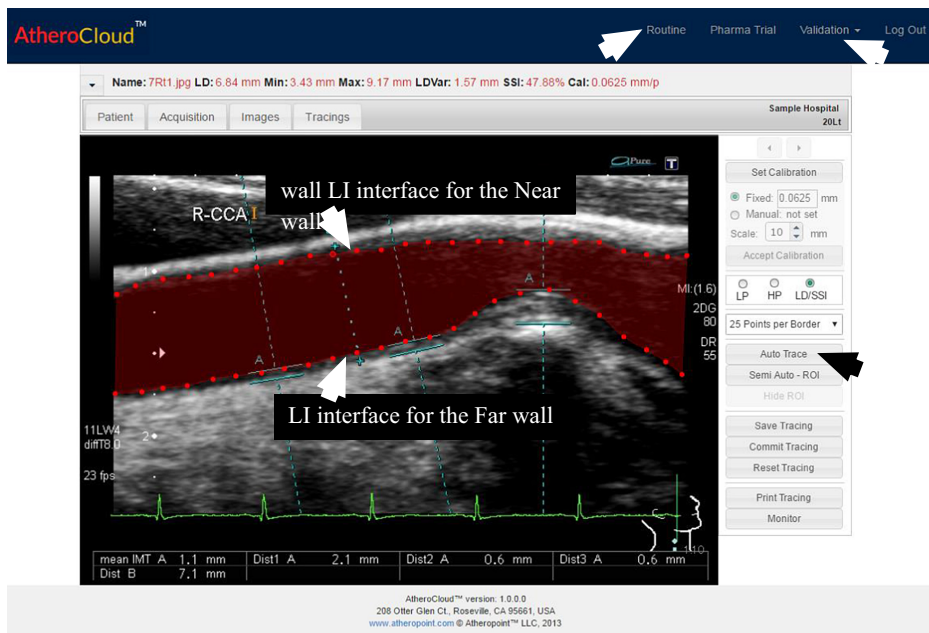 AtheroCloud™
Routine Pharma Trial Validation Log Out
Name: 7Rt1.jpg LD: 6.84 mm Min: 3.43 mm Max: 9.17 mm LDVar: 1.57 mm SSI: 47.88% Cal: 0.0625 mm/p
Patient Acquisition Images Tracings
Sample Hospital
20Lt
aPure T
wall LI interface for the Near
wall
R-CCA
1
A
A
A
LI interface for the Far wall
MI:(1.6)
2DG
80
DR
55
11LW4
diffT8.0
2
23 fps
C
110
mean IMT A 1.1 mm Dist1 A 2.1 mm Dist2 A 0.6 mm Dist3 A 0.6 mm
Dist B 7.1 mm
Set Calibration
Fixed: 0.0625 mm
Manual: not set
Scale: 10 mm
Accept Calibration
LP HP LD/SSI
25 Points per Border
Auto Trace
Semi Auto - ROI
Hide ROI
Save Tracing
Commit Tracing
Reset Tracing
Print Tracing
Monitor
AtheroCloud™ version: 1.0.0.0
208 Otter Glen Ct., Roseville, CA 95661, USA
www.atheropoint.com © Atheropoint™ LLC, 2013